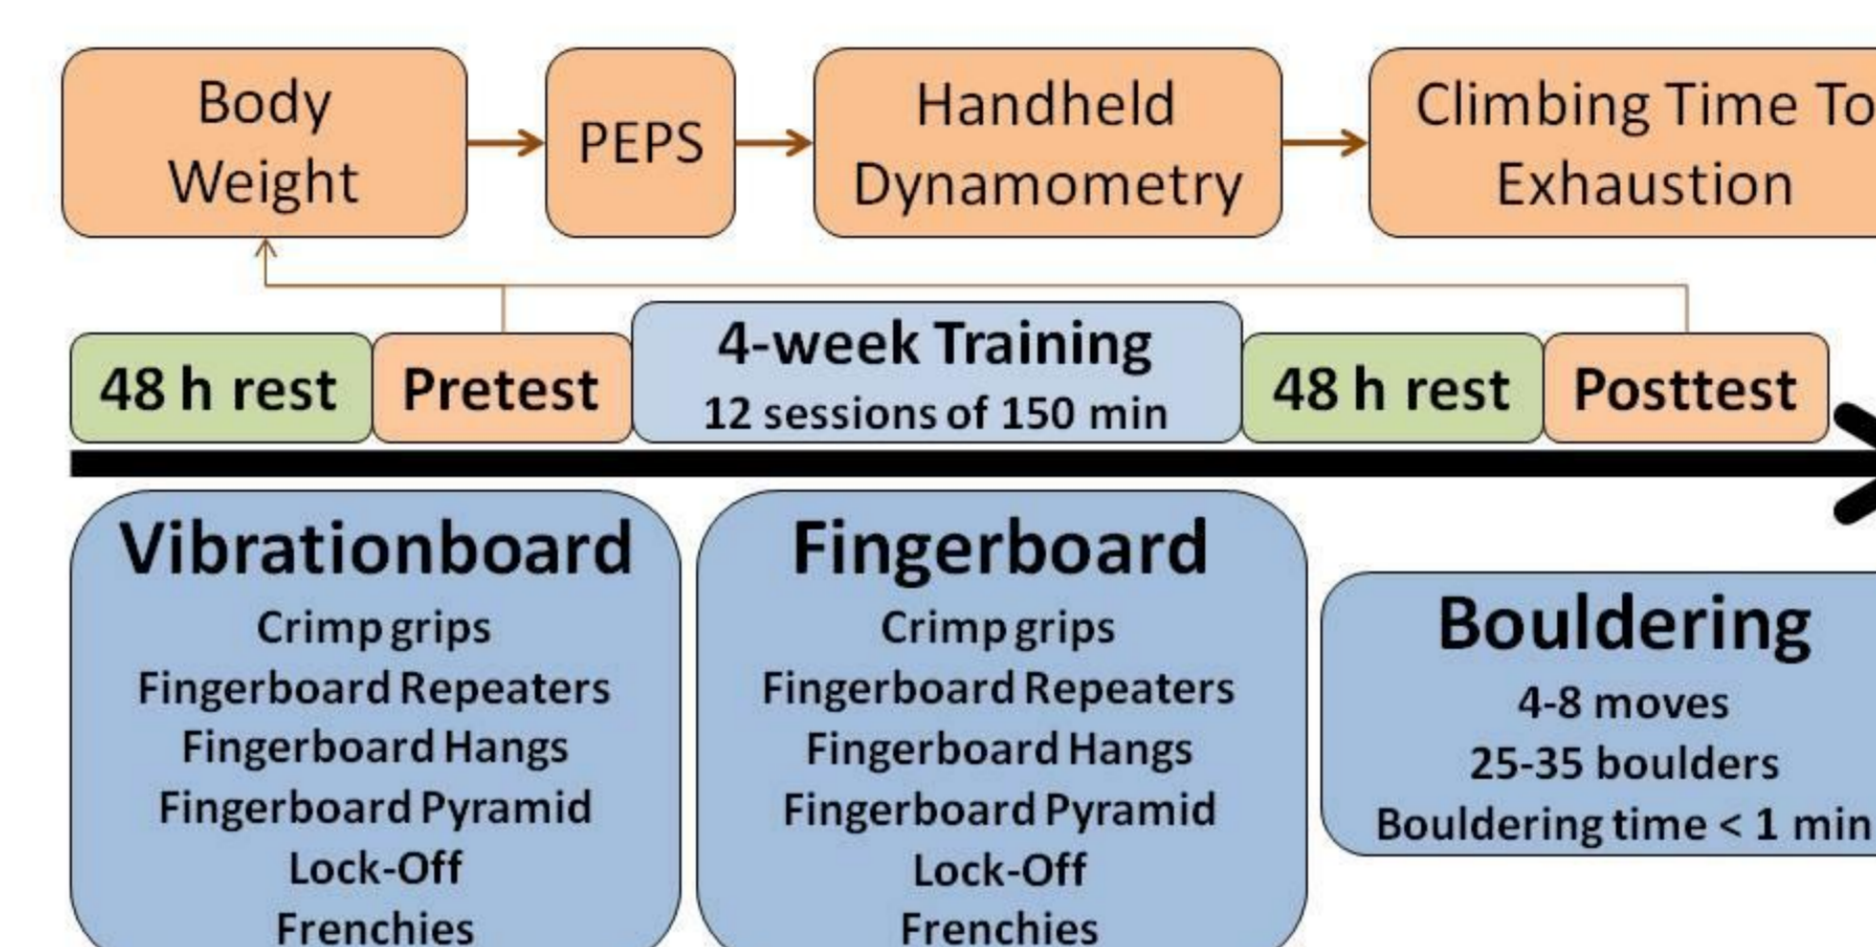 Body
Weight
PEPS
Handheld
Dynamometry
Climbing Time To
Exhaustion
48 h rest
Pretest
4-week Training
12 sessions of 150 min
48 h rest
Posttest
Vibrationboard
Crimp grips
Fingerboard Repeaters
Fingerboard Hangs
Fingerboard Pyramid
Lock-Off
Frenchies
Fingerboard
Crimp grips
Fingerboard Repeaters
Fingerboard Hangs
Fingerboard Pyramid
Lock-Off
Frenchies
Bouldering
4-8 moves
25-35 boulders
Bouldering time < 1 min